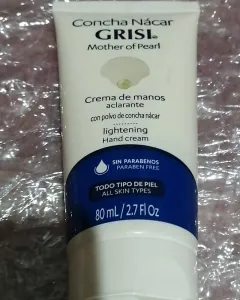 Concha Nácar
GRISI
Mother of Pearl
Crema de manos
aclarante
con polvo de concha nácar
lightening
Hand cream
SIN PARABENOS
PARABEN FREE
TODO TIPO DE PIEL
ALL SKIN TYPES
80 mL / 2.7 Fl Oz